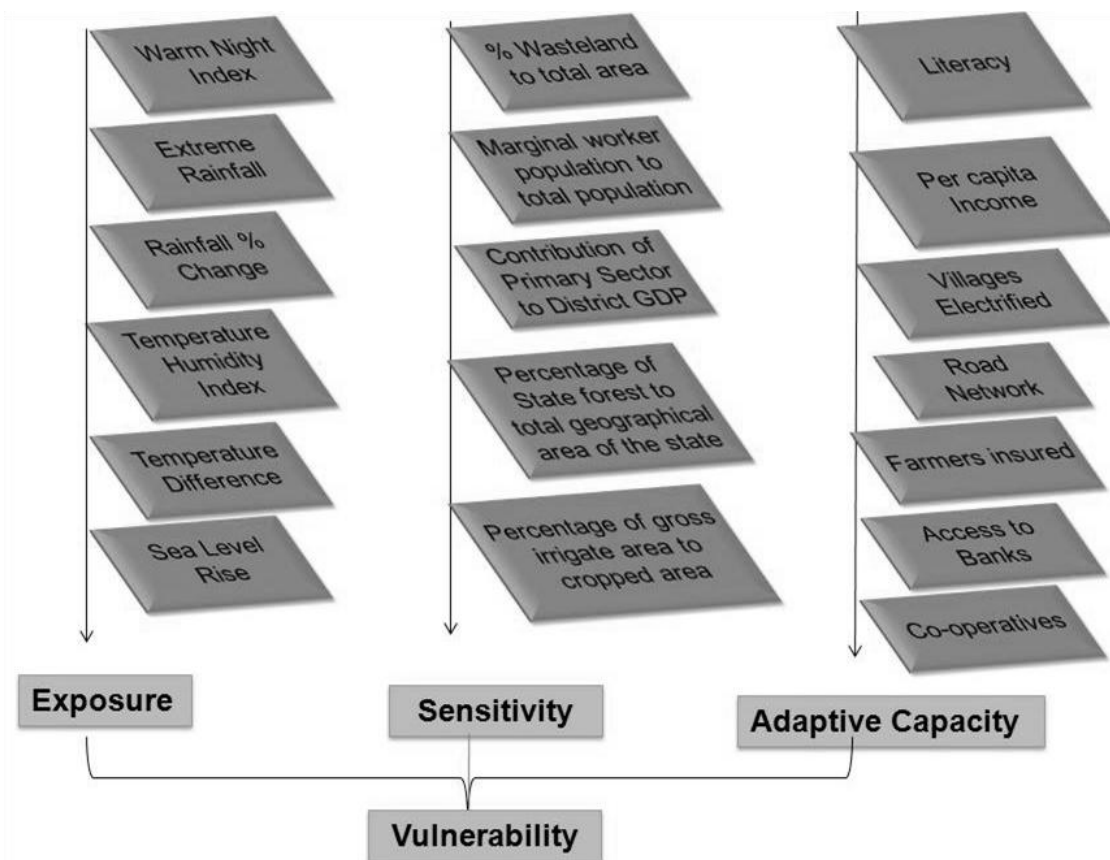 Warm Night
Index
Extreme
Rainfall
Rainfall %
Change
Temperature
Humidity
Index
Temperature
Difference
Sea Level
Rise
% Wasteland
to total area
Marginal worker
population to
total population
Contribution of
Primary Sector
to District GDP
Percentage of
State forest to
total geographical
area of the state
Percentage of gross
irrigate area to
cropped area
Literacy
Per capita
Income
Villages
Electrified
Road
Network
Farmers insured
Access to
Banks
Co-operatives
Exposure
Sensitivity
Adaptive Capacity
Vulnerability